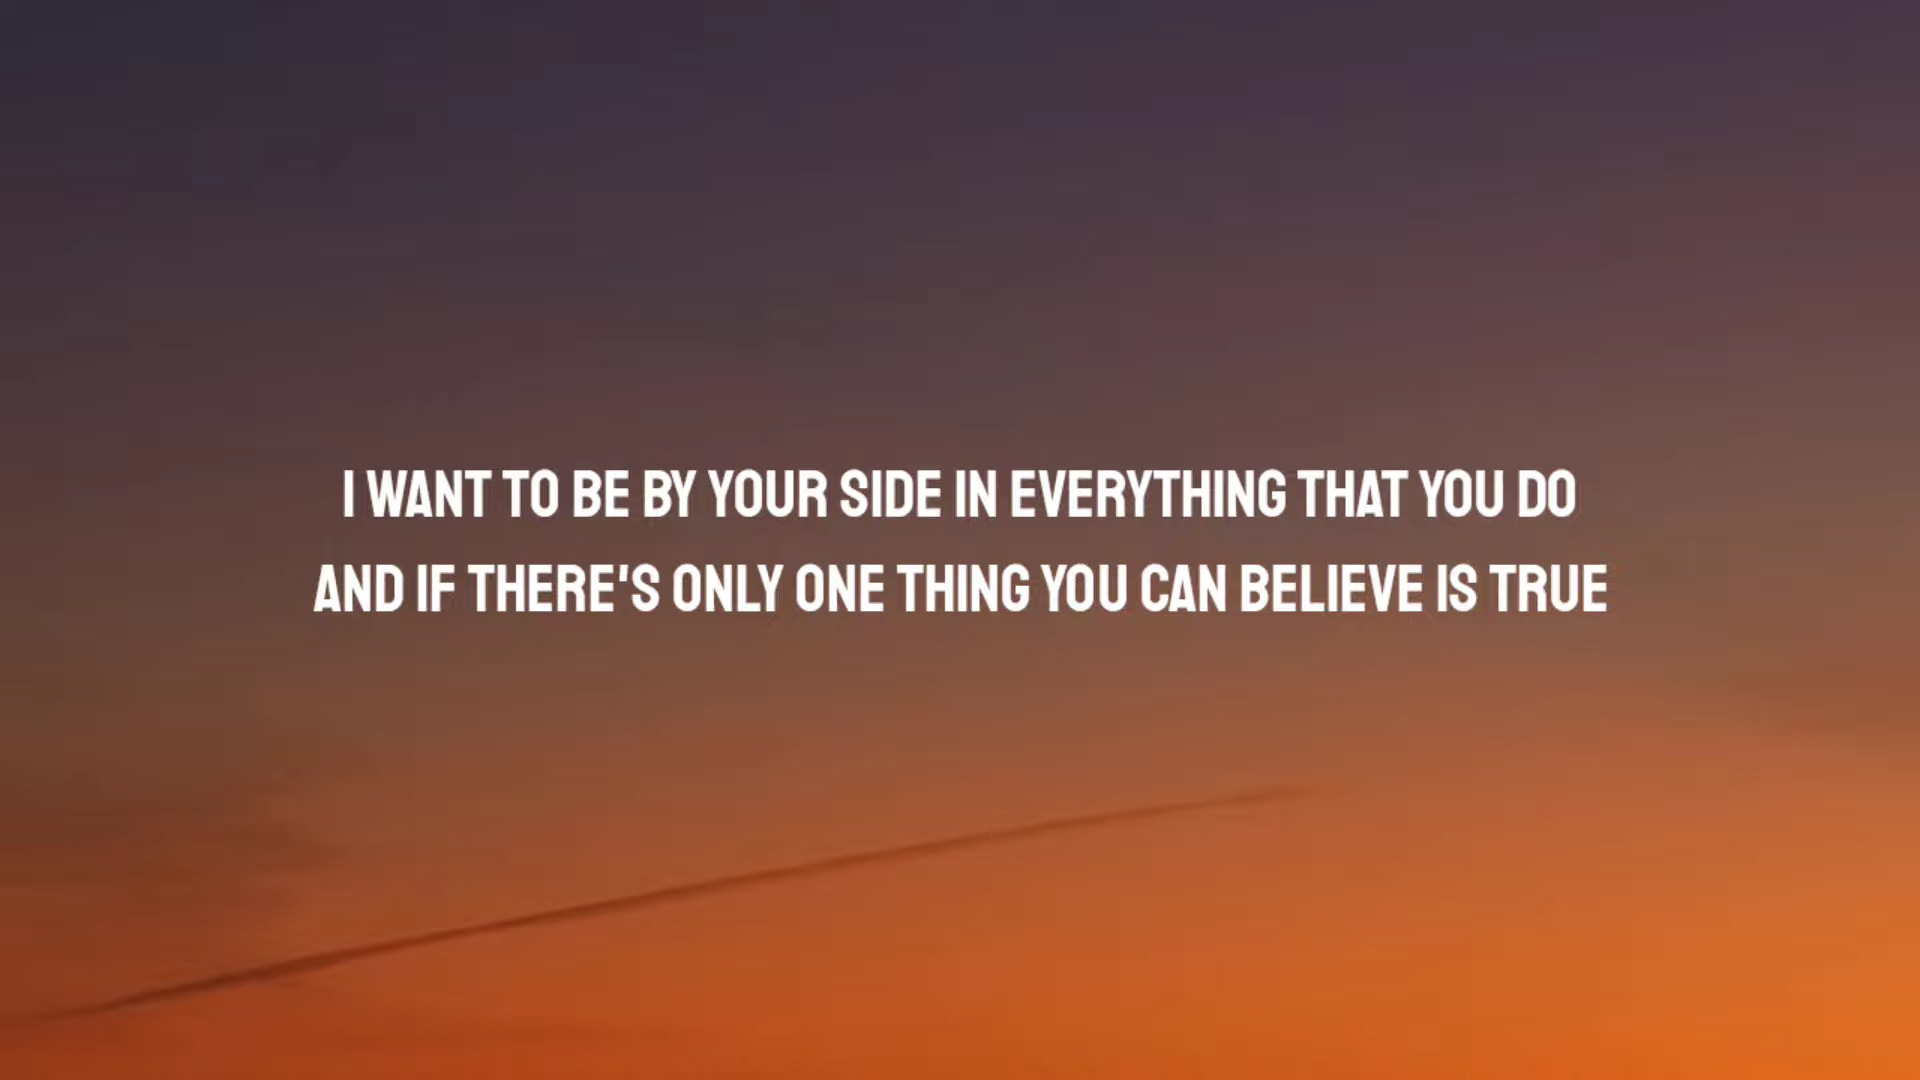 I WANT TO BE BY YOUR SIDE IN EVERYTHING THAT YOU DO
AND IF THERE'S ONLY ONE THING YOU CAN BELIEVE IS TRUE